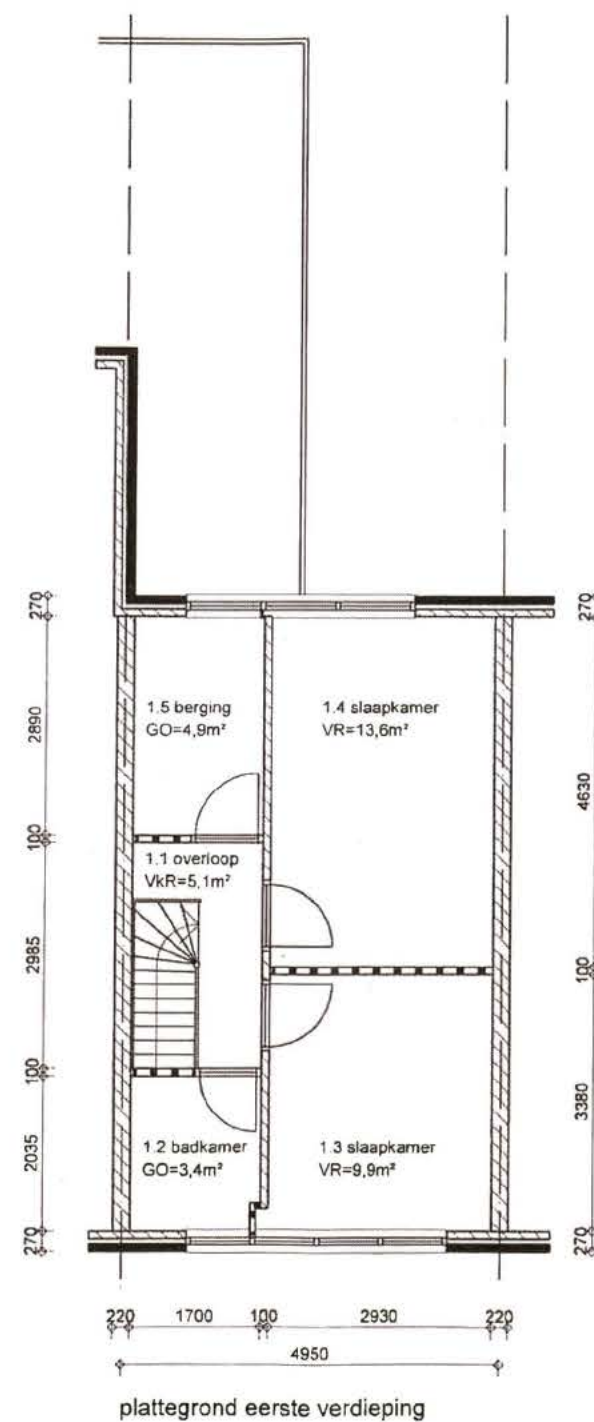 270
270
1.5 berging
GO=4,9m²
1.4 slaapkamer
VR=13,6m²
2890
4630
100
1.1 overloop
VkR=5,1m²
2985
100
100
1.2 badkamer
GO=3,4m²
1.3 slaapkamer
VR=9,9m²
2035
3380
270
270
220 1700 100 2930 220
4950
plattegrond eerste verdieping